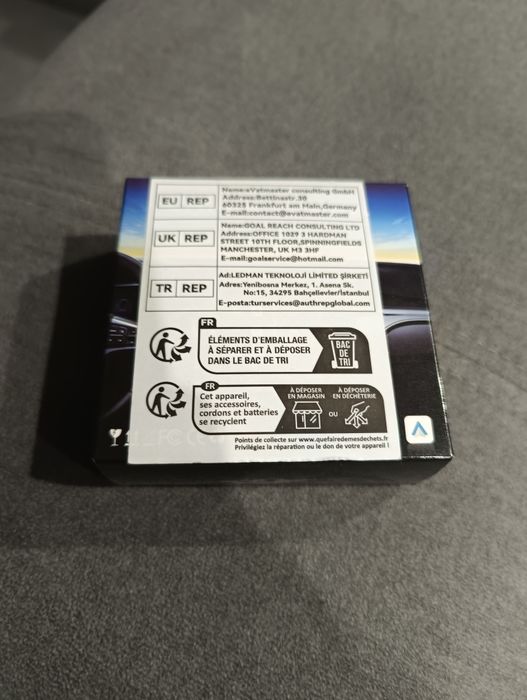 EU REP
Name:eVatmaster consulting GmbH
Address:Bettinastr.30
60325 Frankfurt am Main,Germany
E-mail:contact@evatmaster.com
UK REP
Name:GOAL REACH CONSULTING LTD
Address:OFFICE 1029 3 HARDMAN
STREET 10TH FLOOR,SPINNINGFIELDS
MANCHESTER, UK M3 3HF
E-mail:goalservice@hotmail.com
TR REP
Ad:LEDMAN TEKNOLOJİ LİMİTED ŞİRKETİ
Adres:Yenibosna Merkez, 1. Asena Sk.
No:15, 34295 Bahçelievler/İstanbul
E-posta:turservices@authrepglobal.com
FR
ÉLÉMENTS D'EMBALLAGE
À SÉPARER ET À DÉPOSER
DANS LE BAC DE TRI
BAC
DE
TRI
FR
Cet appareil,
ses accessoires,
cordons et batteries
se recyclent
À DÉPOSER
EN MAGASIN
OU
À DÉPOSER
EN DÉCHÈTERIE
Points de collecte sur www.quefairedemesdechets.fr
Privilégiez la réparation ou le don de votre appareil !
FC